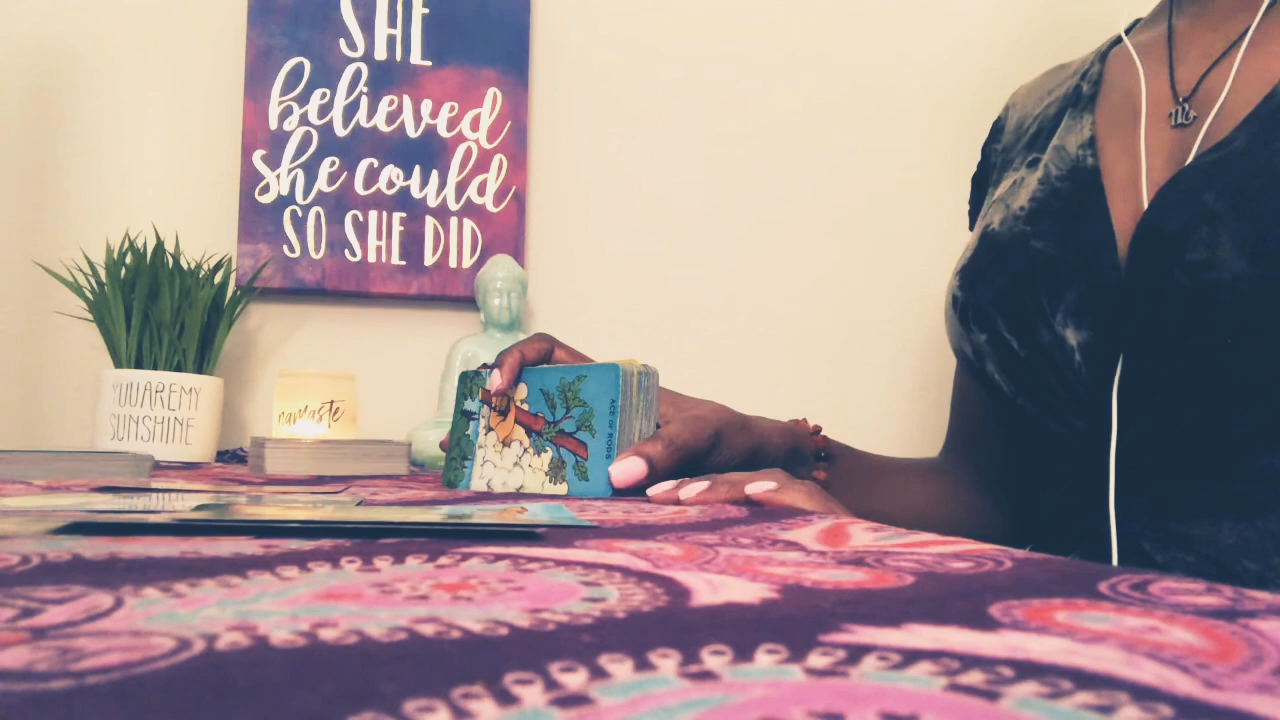 SHE
believed
she could
SO SHE DID
YUUAREMY
SUNSHINE
namaste
ACE OF RODS